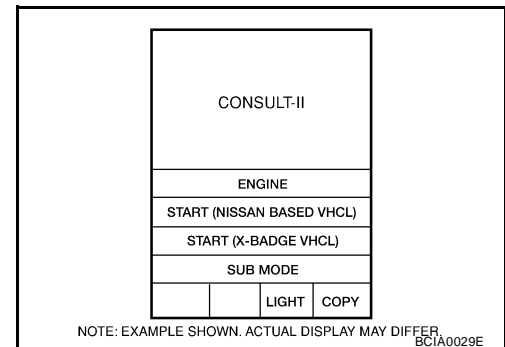 CONSULT-II
ENGINE
START (NISSAN BASED VHCL)
START (X-BADGE VHCL)
SUB MODE
LIGHT COPY
NOTE: EXAMPLE SHOWN. ACTUAL DISPLAY MAY DIFFER.
BCIA0029E